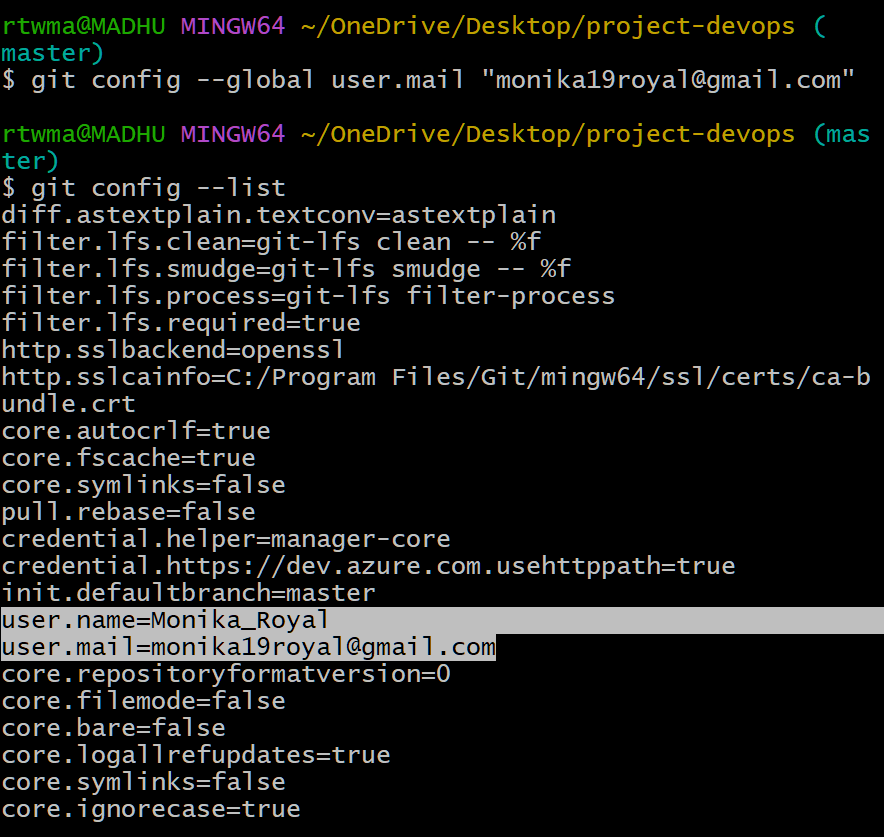 rtwma@MADHU MINGW64 ~/OneDrive/Desktop/project-devops (
master)
$ git config --global user.mail "monika19royal@gmail.com"
rtwma@MADHU MINGW64 ~/OneDrive/Desktop/project-devops (mas
ter)
$ git config --list
diff.astextplain.textconv=astextplain
filter.lfs.clean=git-lfs clean -- %f
filter.lfs.smudge=git-lfs smudge -- %f
filter.lfs.process=git-lfs filter-process
filter.lfs.required=true
http.sslbackend=openssl
http.sslcainfo=C:/Program Files/Git/mingw64/ssl/certs/ca-b
undle.crt
core.autocrlf=true
core.fscache=true
core.symlinks=false
pull.rebase=false
credential.helper=manager-core
credential.https://dev.azure.com.usehttppath=true
init.defaultbranch=master
user.name=Monika_Royal
user.mail=monika19royal@gmail.com
core.repositoryformatversion=0
core.filemode=false
core.bare=false
core.logallrefupdates=true
core.symlinks=false
core.ignorecase=true